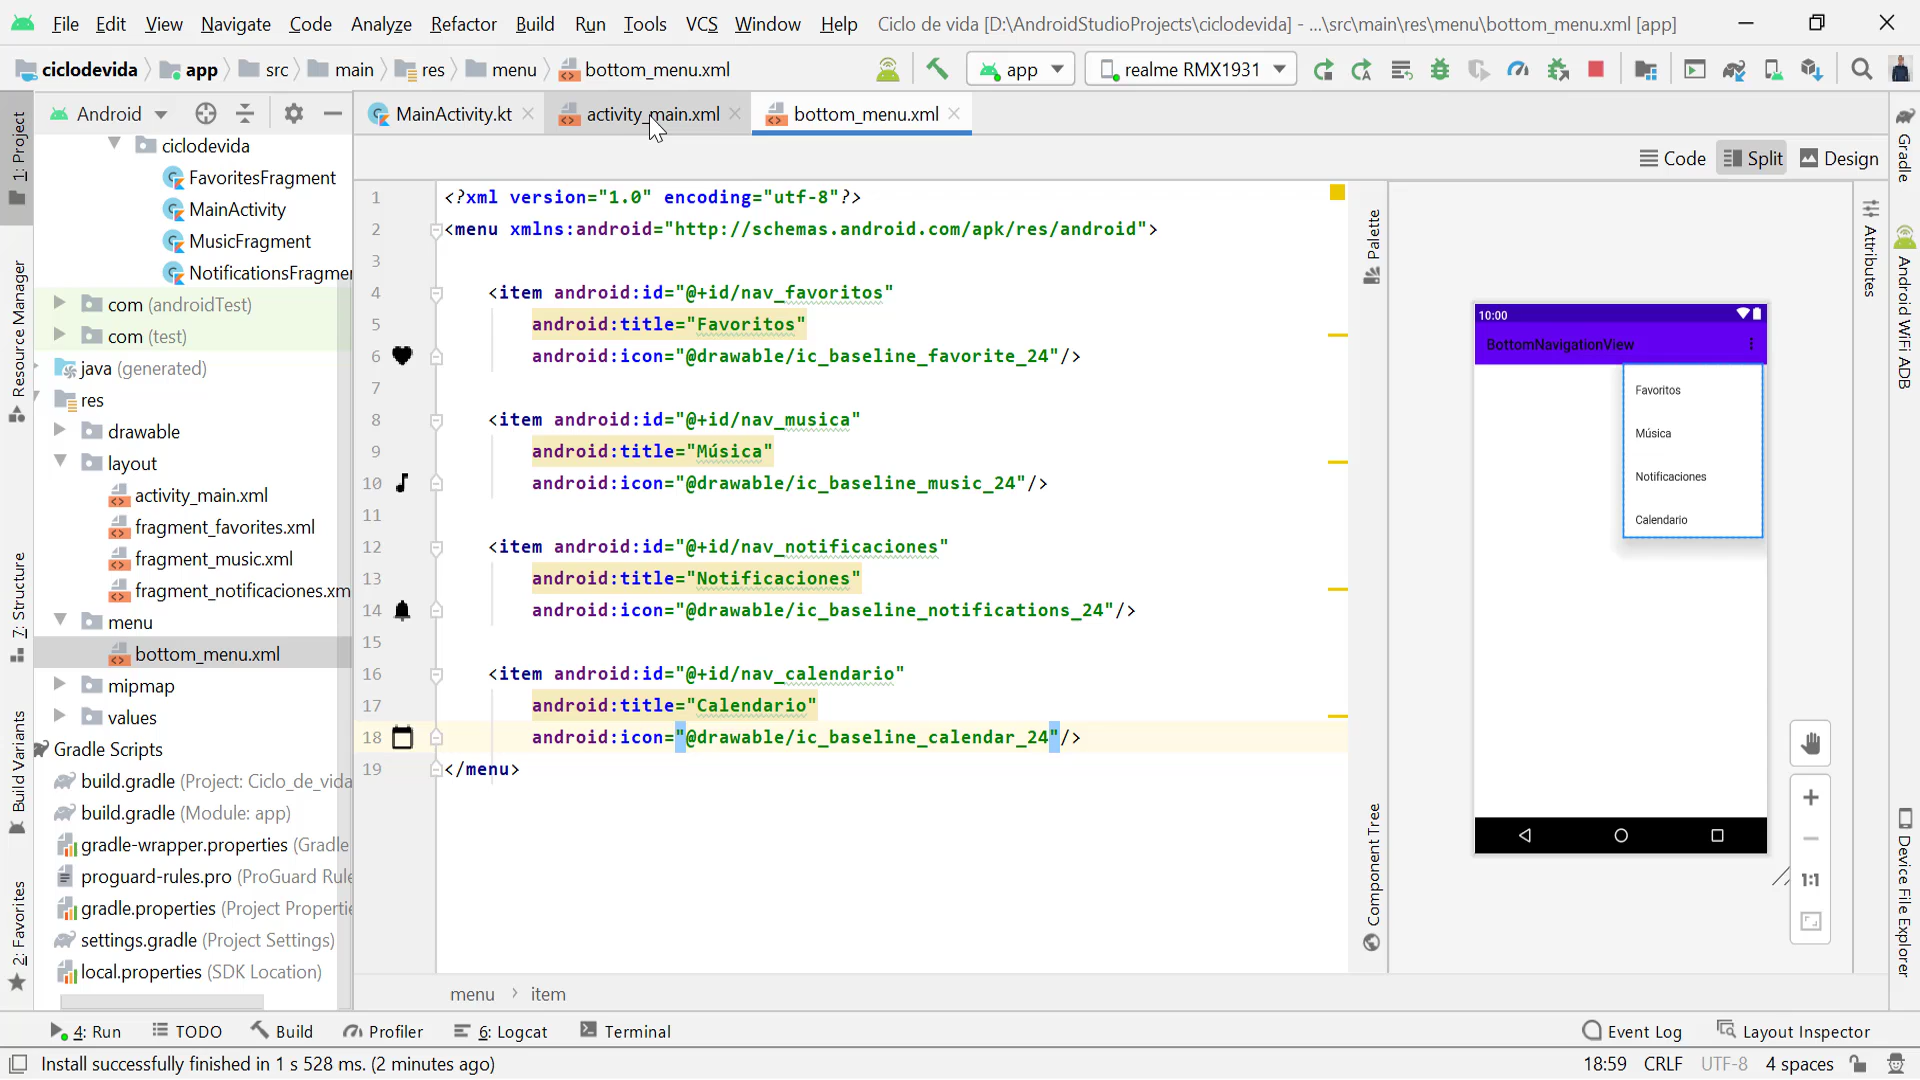 File Edit View Navigate Code Analyze Refactor Build Run Tools VCS Window Help Ciclo de vida [D:\AndroidStudioProjects\ciclodevida] - ...\src\main\res\menu\bottom_menu.xml [app]
ciclodevida app src main res menu bottom_menu.xml app realme RMX1931
Android MainActivity.kt activity_main.xml bottom_menu.xml
Code Split Design
1: Project
Resource Manager
7: Structure
Build Variants
2: Favorites
ciclodevida
FavoritesFragment
MainActivity
MusicFragment
NotificationsFragmer
com (androidTest)
com (test)
java (generated)
res
drawable
layout
activity_main.xml
fragment_favorites.xml
fragment_music.xml
fragment_notificaciones.xm
menu
bottom_menu.xml
mipmap
values
Gradle Scripts
build.gradle (Project: Ciclo_de_vida
build.gradle (Module: app)
gradle-wrapper.properties (Gradle
proguard-rules.pro (ProGuard Rule
gradle.properties (Project Propertie
settings.gradle (Project Settings)
local.properties (SDK Location)
1 <?xml version="1.0" encoding="utf-8"?>
2 <menu xmlns:android="http://schemas.android.com/apk/res/android">
3
4 <item android:id="@+id/nav_favoritos"
5 android:title="Favoritos"
6 android:icon="@drawable/ic_baseline_favorite_24"/>
7
8 <item android:id="@+id/nav_musica"
9 android:title="Música"
10 android:icon="@drawable/ic_baseline_music_24"/>
11
12 <item android:id="@+id/nav_notificaciones"
13 android:title="Notificaciones"
14 android:icon="@drawable/ic_baseline_notifications_24"/>
15
16 <item android:id="@+id/nav_calendario"
17 android:title="Calendario"
18 android:icon="@drawable/ic_baseline_calendar_24"/>
19 </menu>
menu › item
Palette
Component Tree
10:00
BottomNavigationView
Favoritos
Música
Notificaciones
Calendario
1:1
Attributes
Gradle
Android WiFi ADB
Device File Explorer
4: Run TODO Build Profiler 6: Logcat Terminal Event Log Layout Inspector
Install successfully finished in 1 s 528 ms. (2 minutes ago) 18:59 CRLF UTF-8 4 spaces